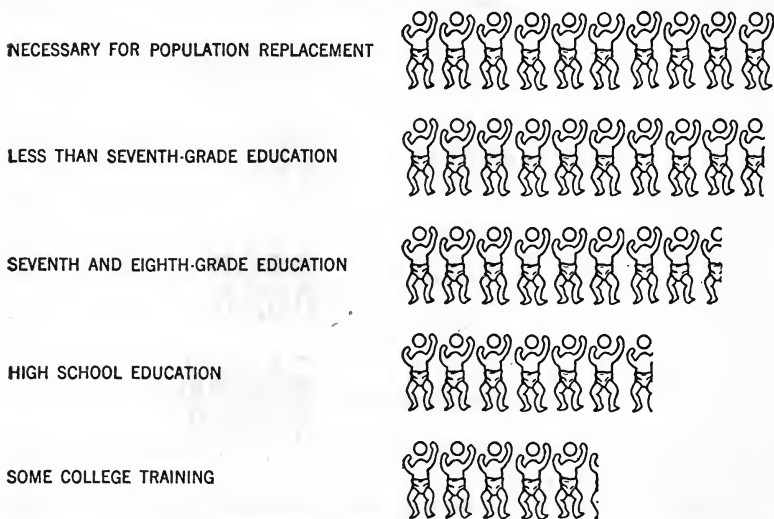 NECESSARY FOR POPULATION REPLACEMENT
LESS THAN SEVENTH-GRADE EDUCATION
SEVENTH AND EIGHTH-GRADE EDUCATION
HIGH SCHOOL EDUCATION
SOME COLLEGE TRAINING